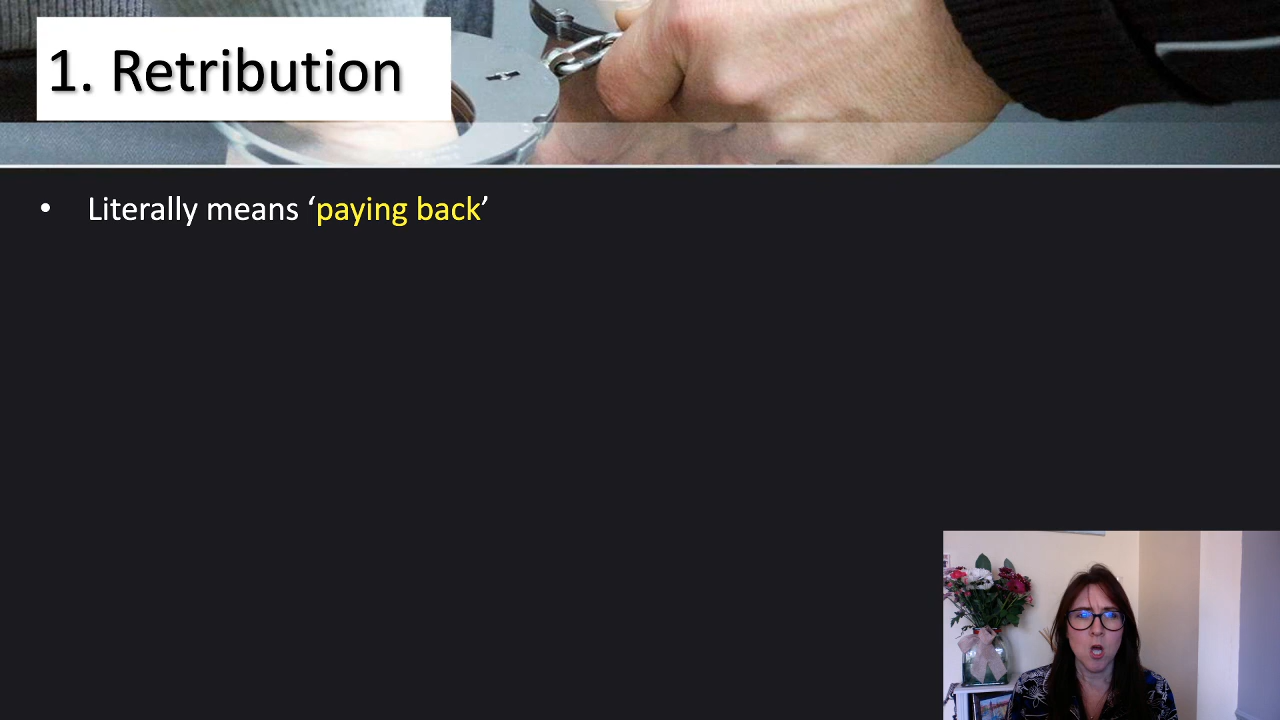 1. Retribution
• Literally means ‘paying back’